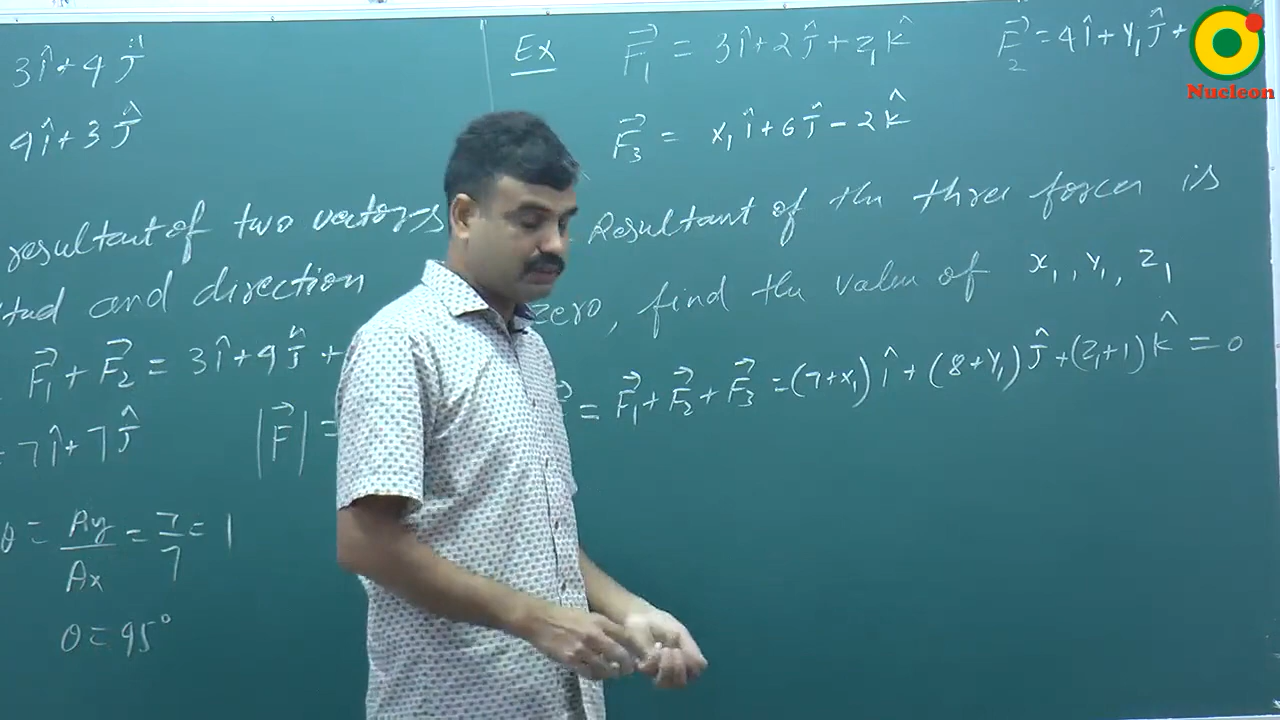 3î+4ĵ
4î+3ĵ
resultant of two vectors
and direction
F⃗₁ + F⃗₂ = 3î+4ĵ +
= 7î+7ĵ |F⃗| =
θ = Ay/Ax = 7/7 = 1
θ = 45°
Ex F⃗₁ = 3î+2ĵ+z₁k̂ F⃗₂ = 4î+y₁ĵ+
F⃗₃ = x₁î+6ĵ-2k̂
Resultant of the three forces is
zero, find the value of x₁, y₁, z₁
= F⃗₁+F⃗₂+F⃗₃ = (7+x₁)î+(8+y₁)ĵ+(z₁+1)k̂ = 0
Nucleon